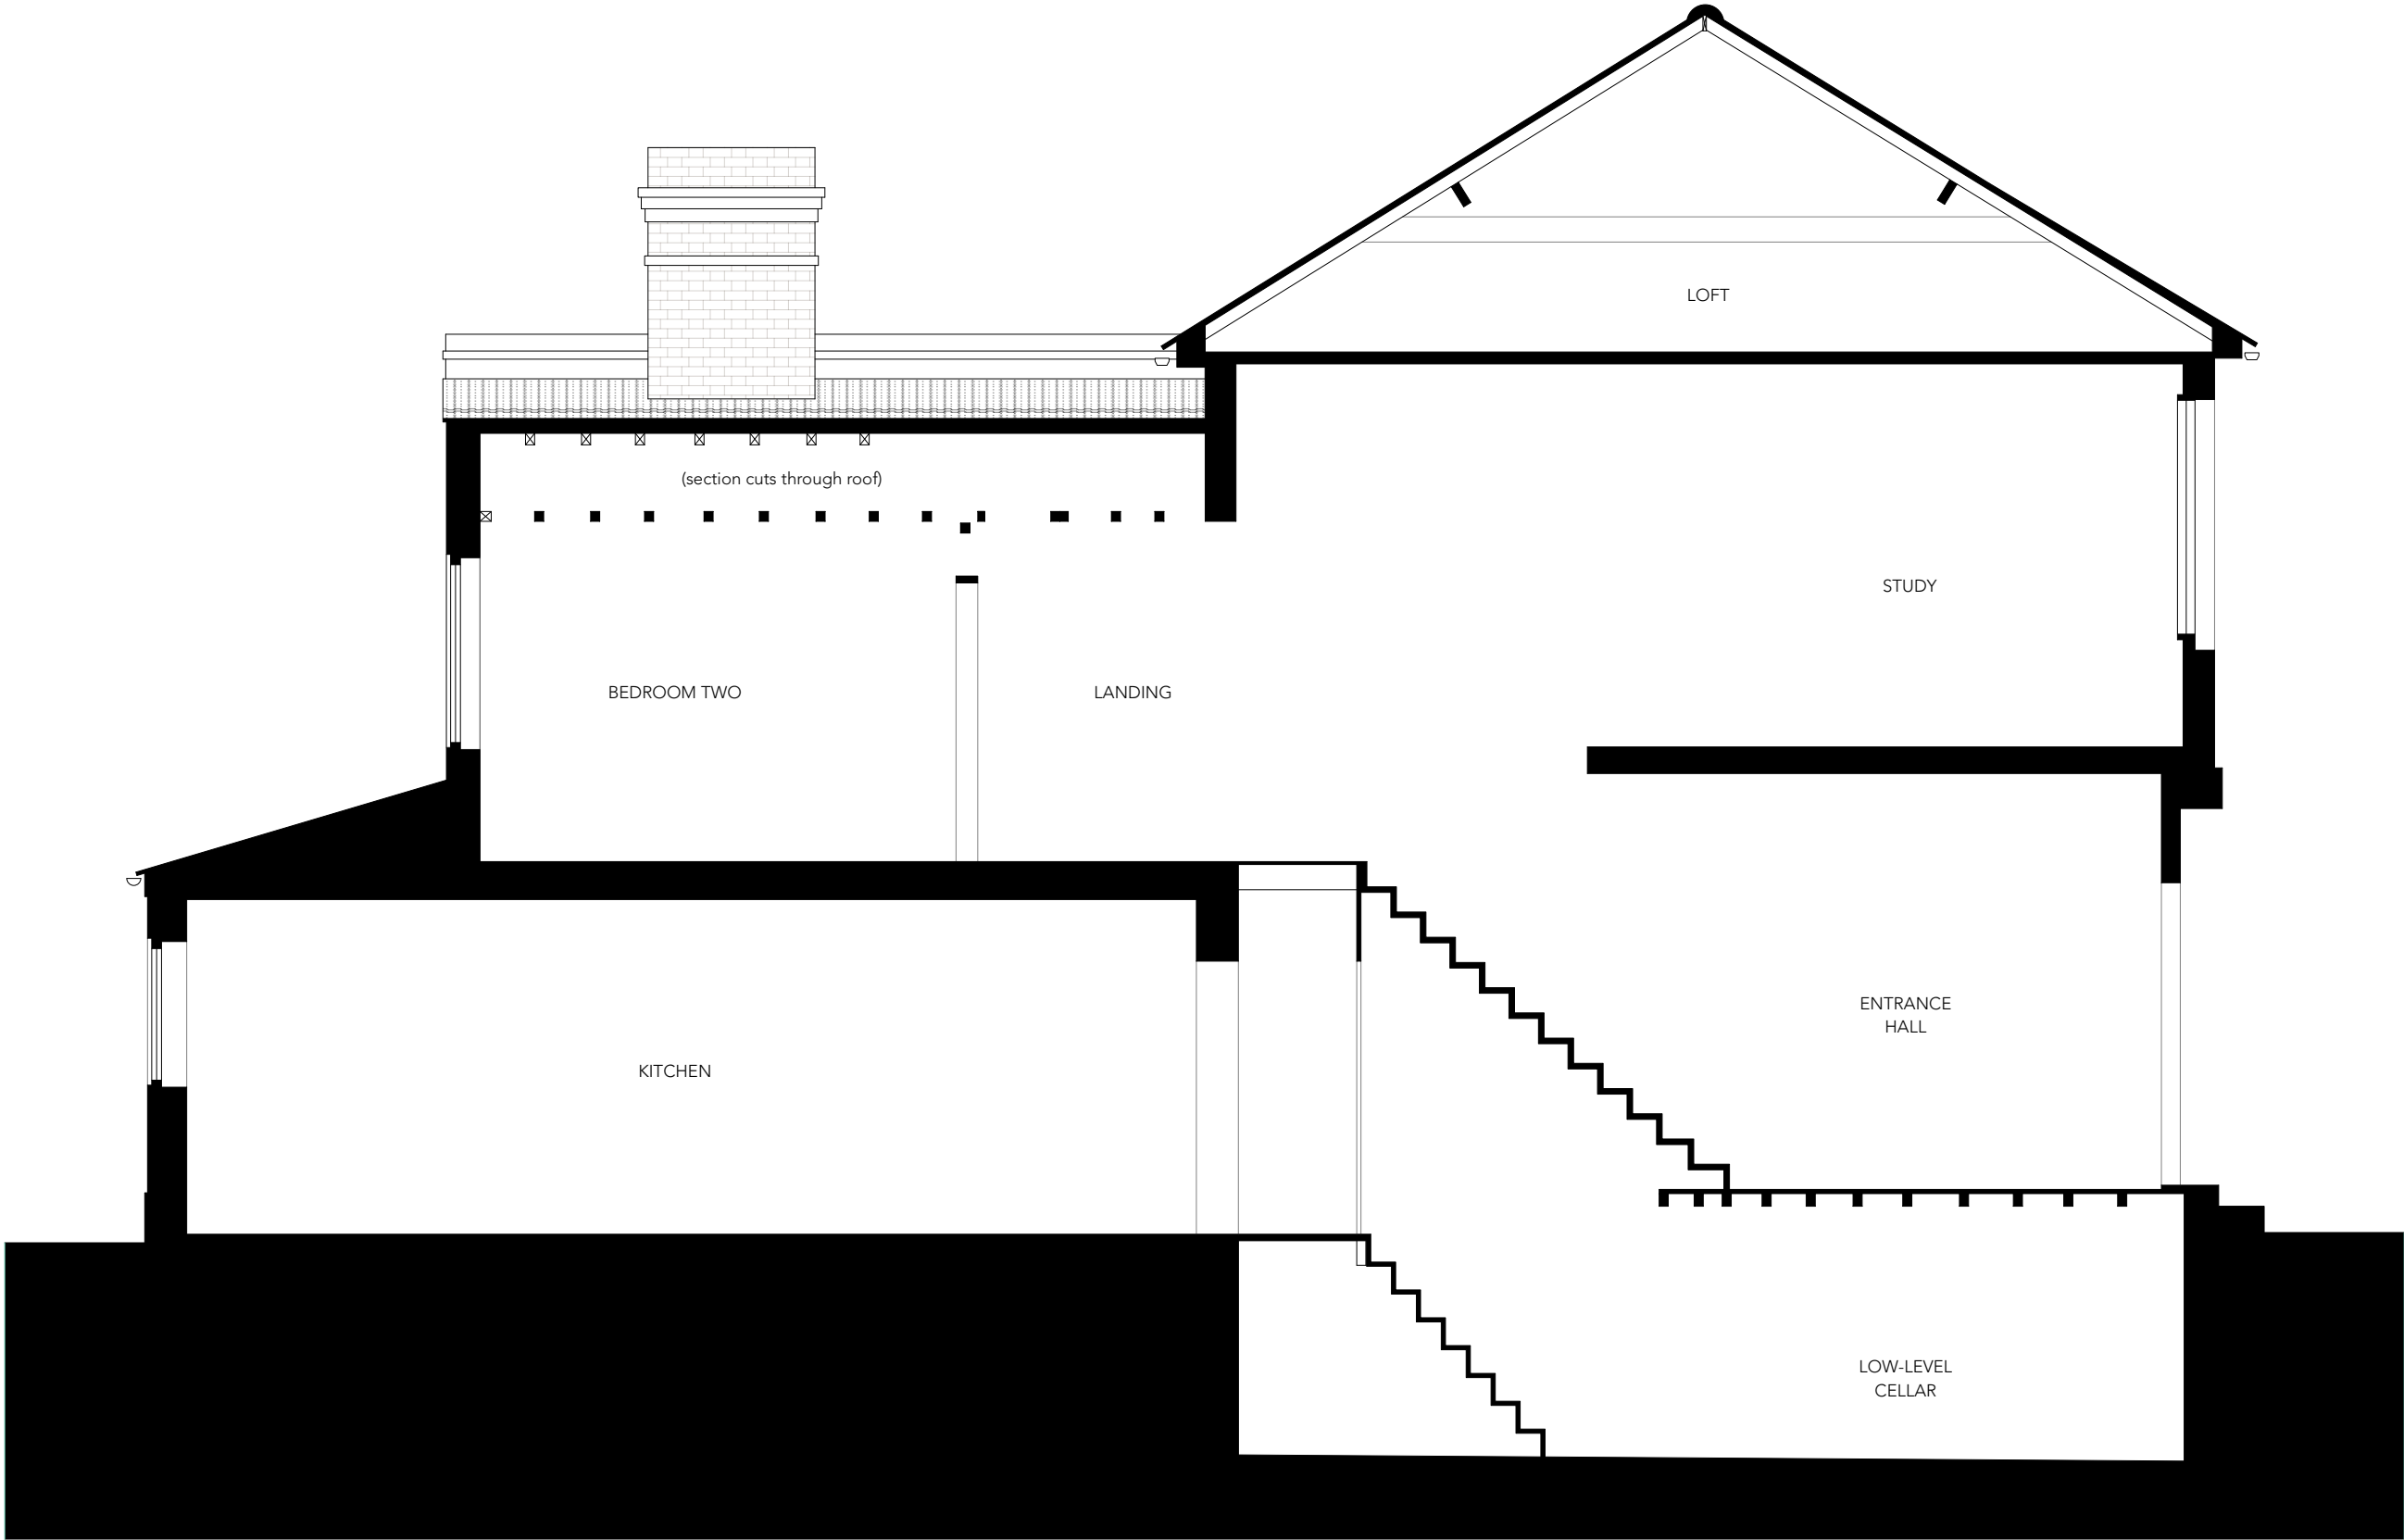 LOFT
(section cuts through roof)
STUDY
BEDROOM TWO
LANDING
ENTRANCE
HALL
KITCHEN
LOW-LEVEL
CELLAR